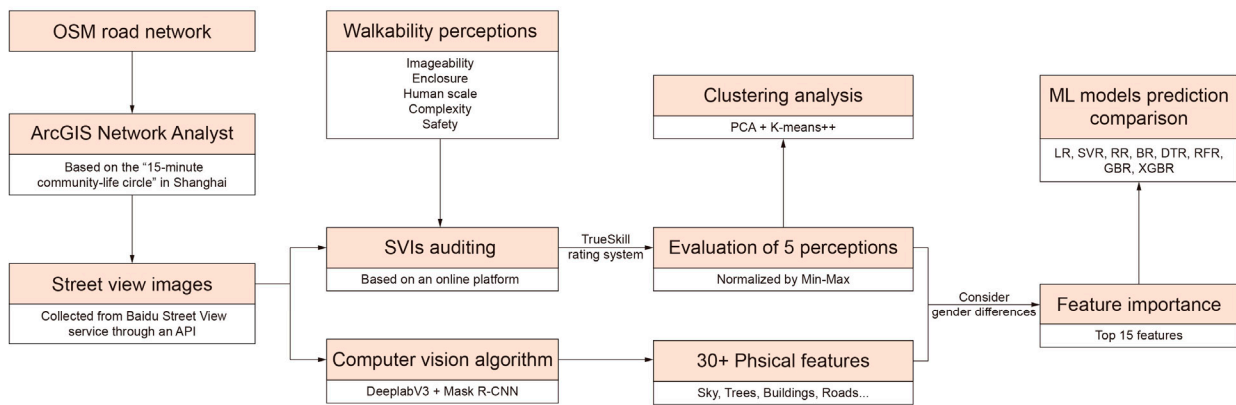 OSM road network
ArcGIS Network Analyst
Based on the “15-minute
community-life circle” in Shanghai
Street view images
Collected from Baidu Street View
service through an API
Walkability perceptions
Imageability
Enclosure
Human scale
Complexity
Safety
SVIs auditing
Based on an online platform
Computer vision algorithm
DeeplabV3 + Mask R-CNN
TrueSkill
rating system
Clustering analysis
PCA + K-means++
Evaluation of 5 perceptions
Normalized by Min-Max
30+ Phsical features
Sky, Trees, Buildings, Roads...
Consider
gender differences
ML models prediction
comparison
LR, SVR, RR, BR, DTR, RFR,
GBR, XGBR
Feature importance
Top 15 features